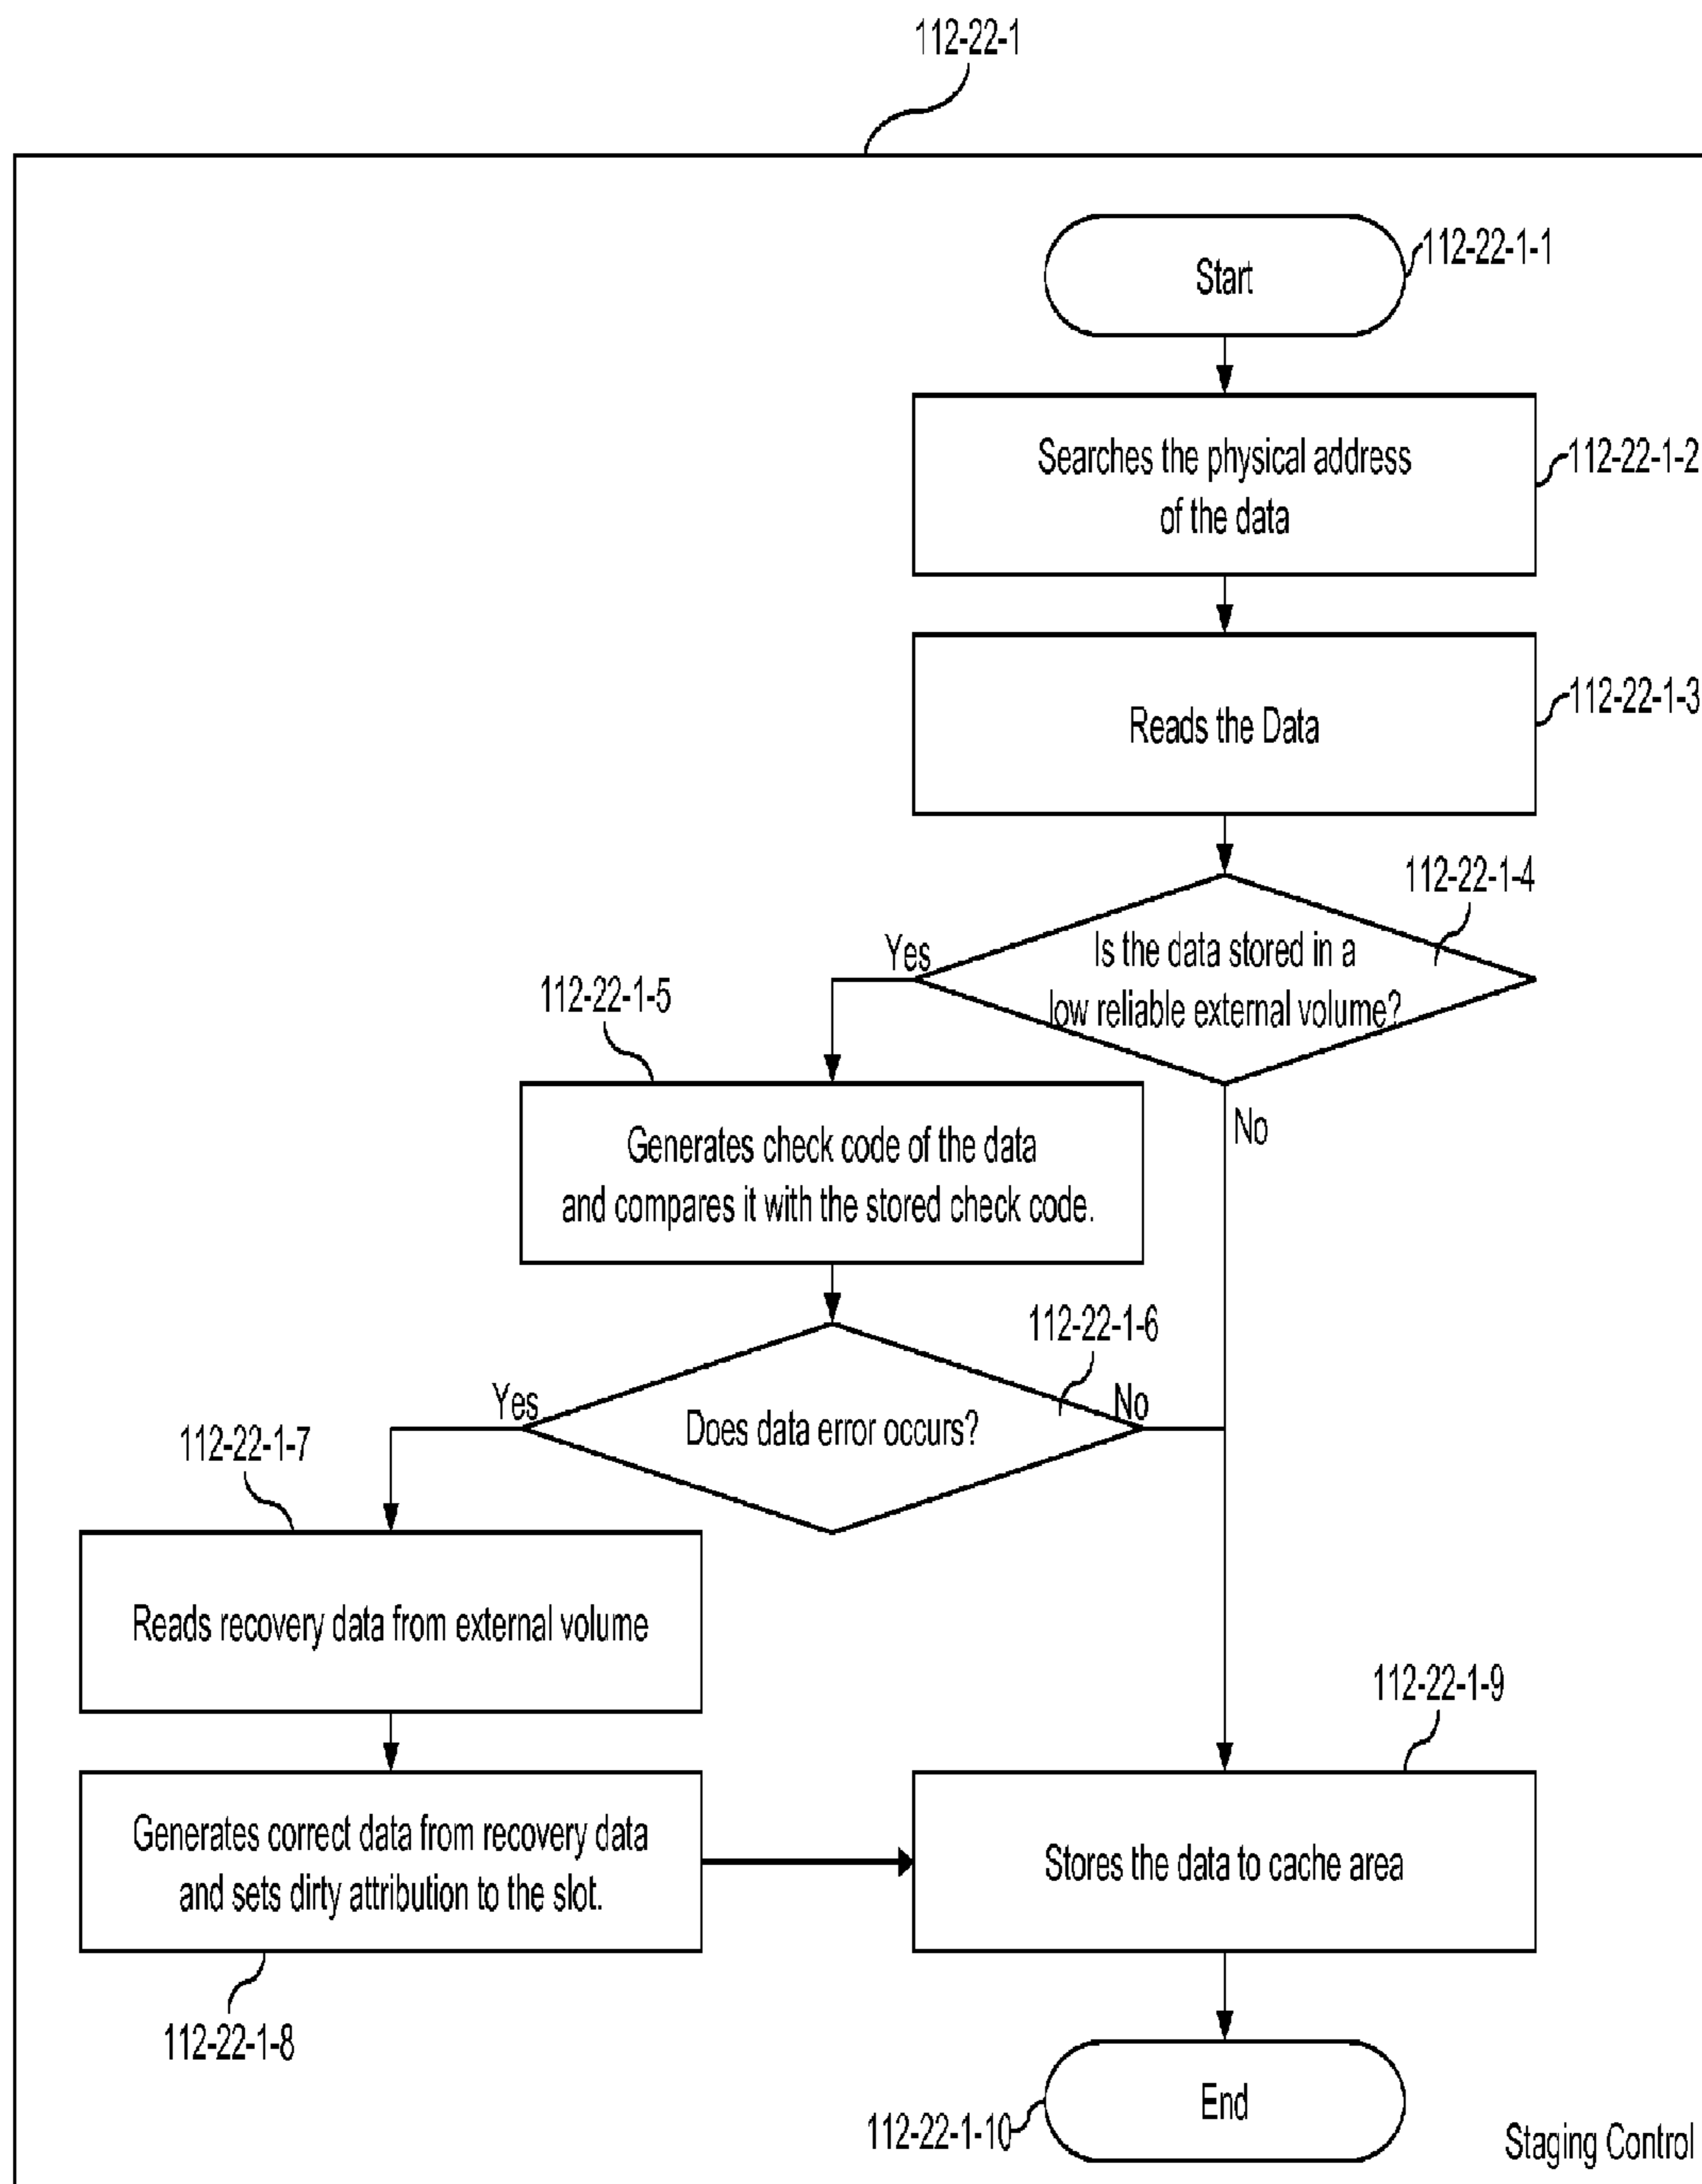 112-22-1
Start
112-22-1-1
Searches the physical address
of the data
112-22-1-2
Reads the Data
112-22-1-3
112-22-1-4
Is the data stored in a
low reliable external volume?
Yes
No
112-22-1-5
Generates check code of the data
and compares it with the stored check code.
112-22-1-6
Does data error occurs?
Yes
No
112-22-1-7
Reads recovery data from external volume
112-22-1-9
Generates correct data from recovery data
and sets dirty attribution to the slot.
Stores the data to cache area
112-22-1-8
End
112-22-1-10
Staging Control